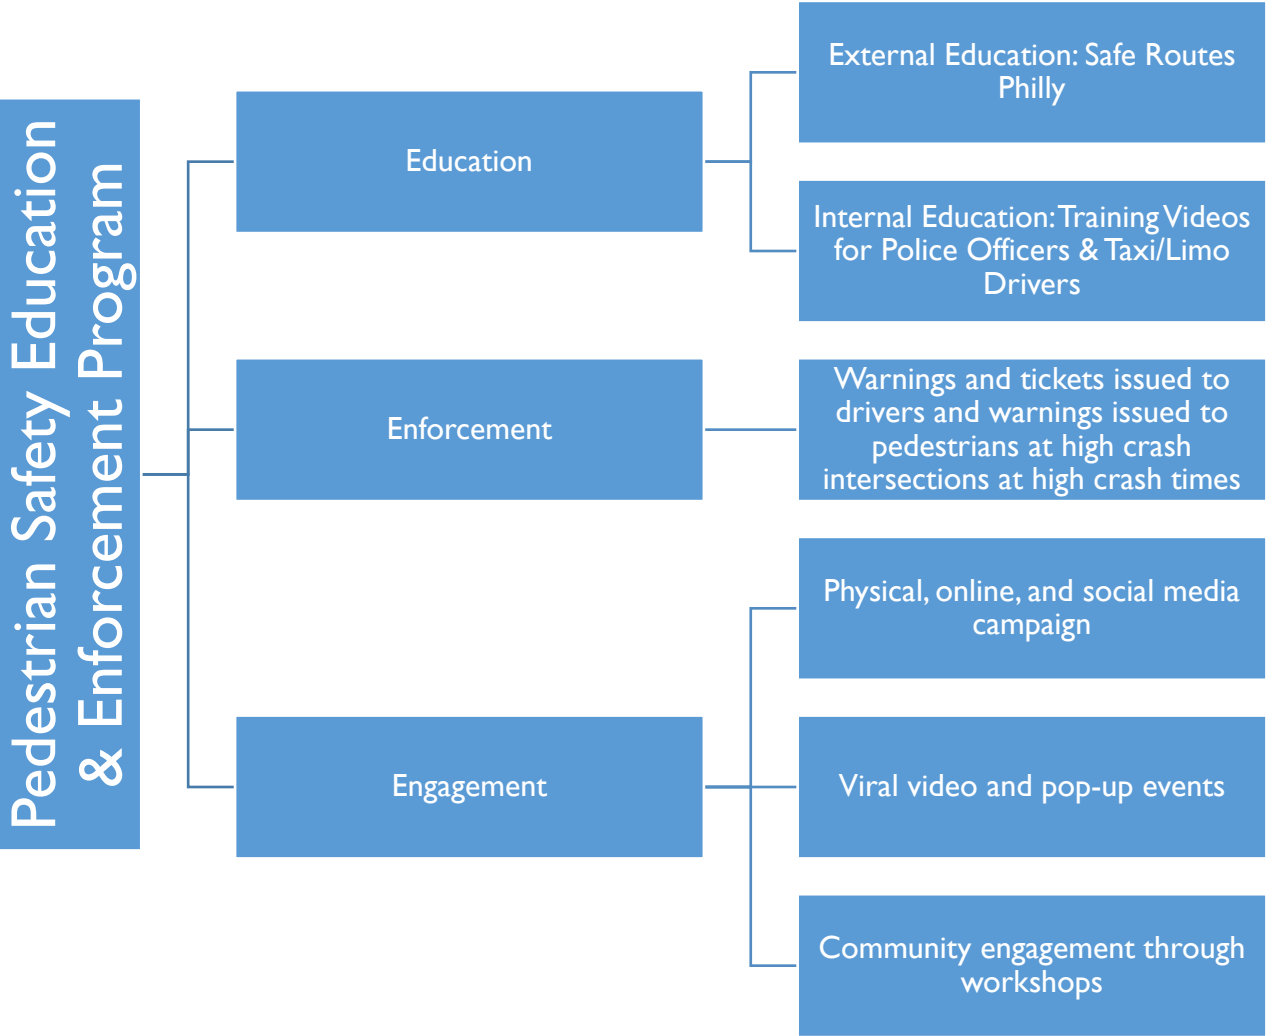 Pedestrian Safety Education
& Enforcement Program
Education
External Education: Safe Routes
Philly
Internal Education: Training Videos
for Police Officers & Taxi/Limo
Drivers
Enforcement
Warnings and tickets issued to
drivers and warnings issued to
pedestrians at high crash
intersections at high crash times
Engagement
Physical, online, and social media
campaign
Viral video and pop-up events
Community engagement through
workshops